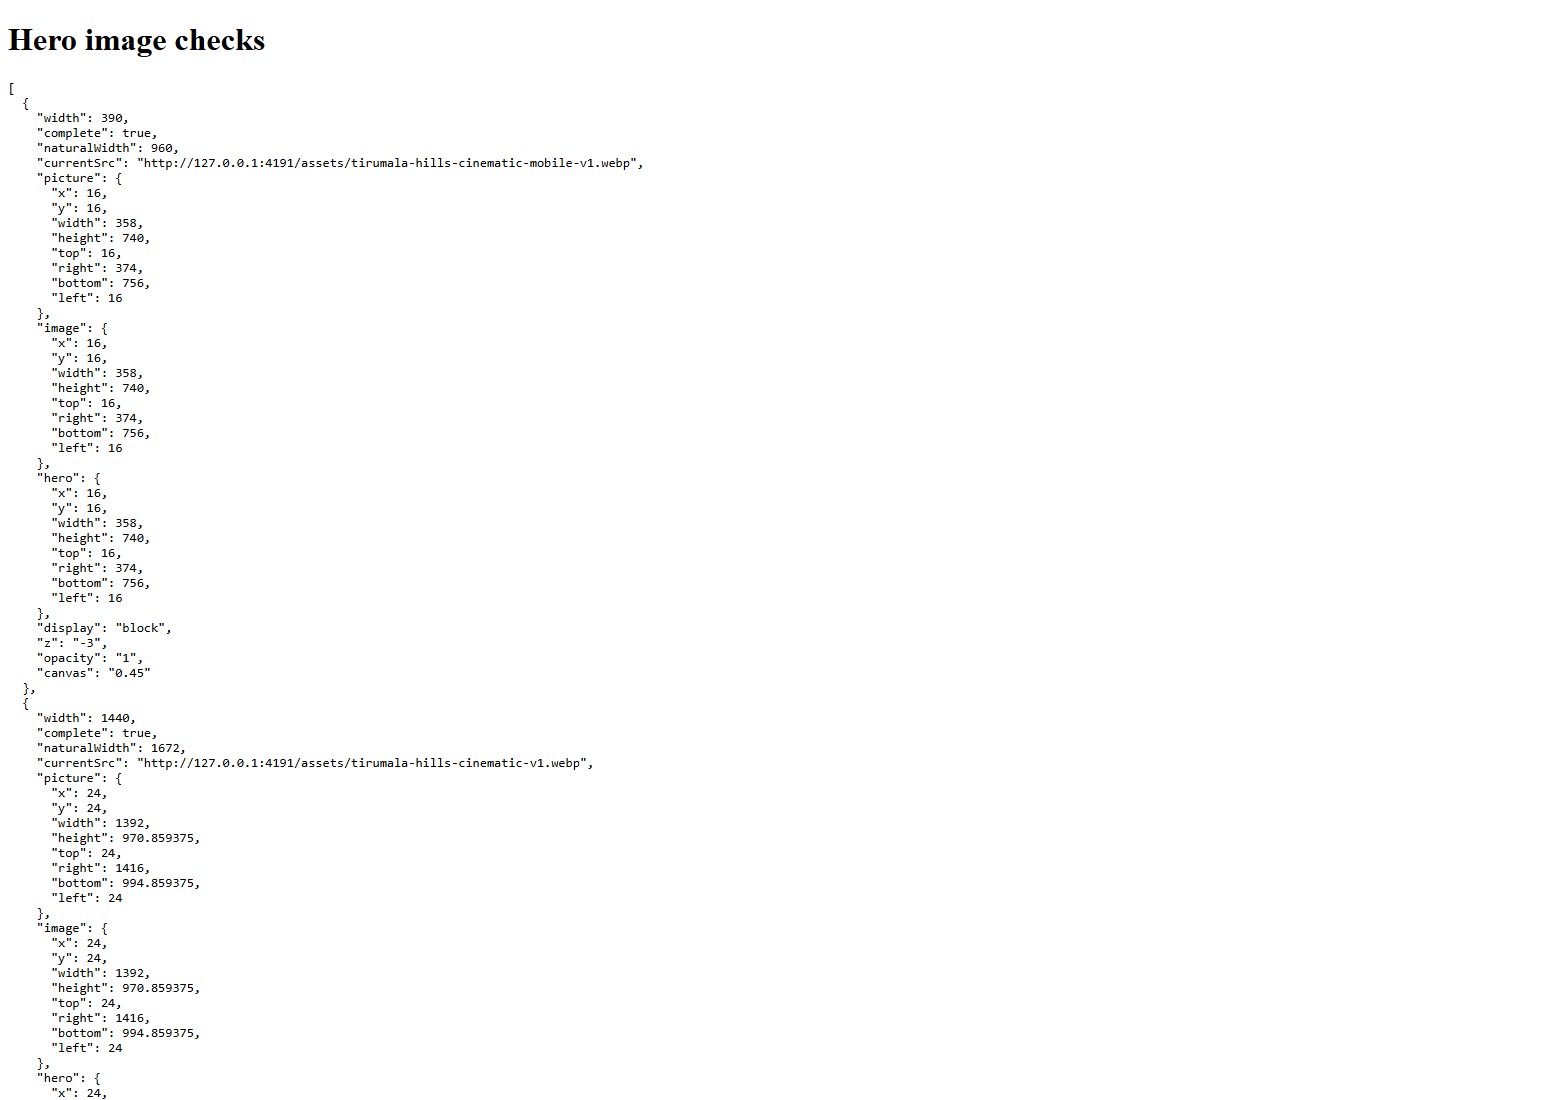 Hero image checks
[
  {
    "width": 390,
    "complete": true,
    "naturalWidth": 960,
    "currentSrc": "http://127.0.0.1:4191/assets/tirumala-hills-cinematic-mobile-v1.webp",
    "picture": {
      "x": 16,
      "y": 16,
      "width": 358,
      "height": 740,
      "top": 16,
      "right": 374,
      "bottom": 756,
      "left": 16
    },
    "image": {
      "x": 16,
      "y": 16,
      "width": 358,
      "height": 740,
      "top": 16,
      "right": 374,
      "bottom": 756,
      "left": 16
    },
    "hero": {
      "x": 16,
      "y": 16,
      "width": 358,
      "height": 740,
      "top": 16,
      "right": 374,
      "bottom": 756,
      "left": 16
    },
    "display": "block",
    "z": "-3",
    "opacity": "1",
    "canvas": "0.45"
  },
  {
    "width": 1440,
    "complete": true,
    "naturalWidth": 1672,
    "currentSrc": "http://127.0.0.1:4191/assets/tirumala-hills-cinematic-v1.webp",
    "picture": {
      "x": 24,
      "y": 24,
      "width": 1392,
      "height": 970.859375,
      "top": 24,
      "right": 1416,
      "bottom": 994.859375,
      "left": 24
    },
    "image": {
      "x": 24,
      "y": 24,
      "width": 1392,
      "height": 970.859375,
      "top": 24,
      "right": 1416,
      "bottom": 994.859375,
      "left": 24
    },
    "hero": {
      "x": 24,